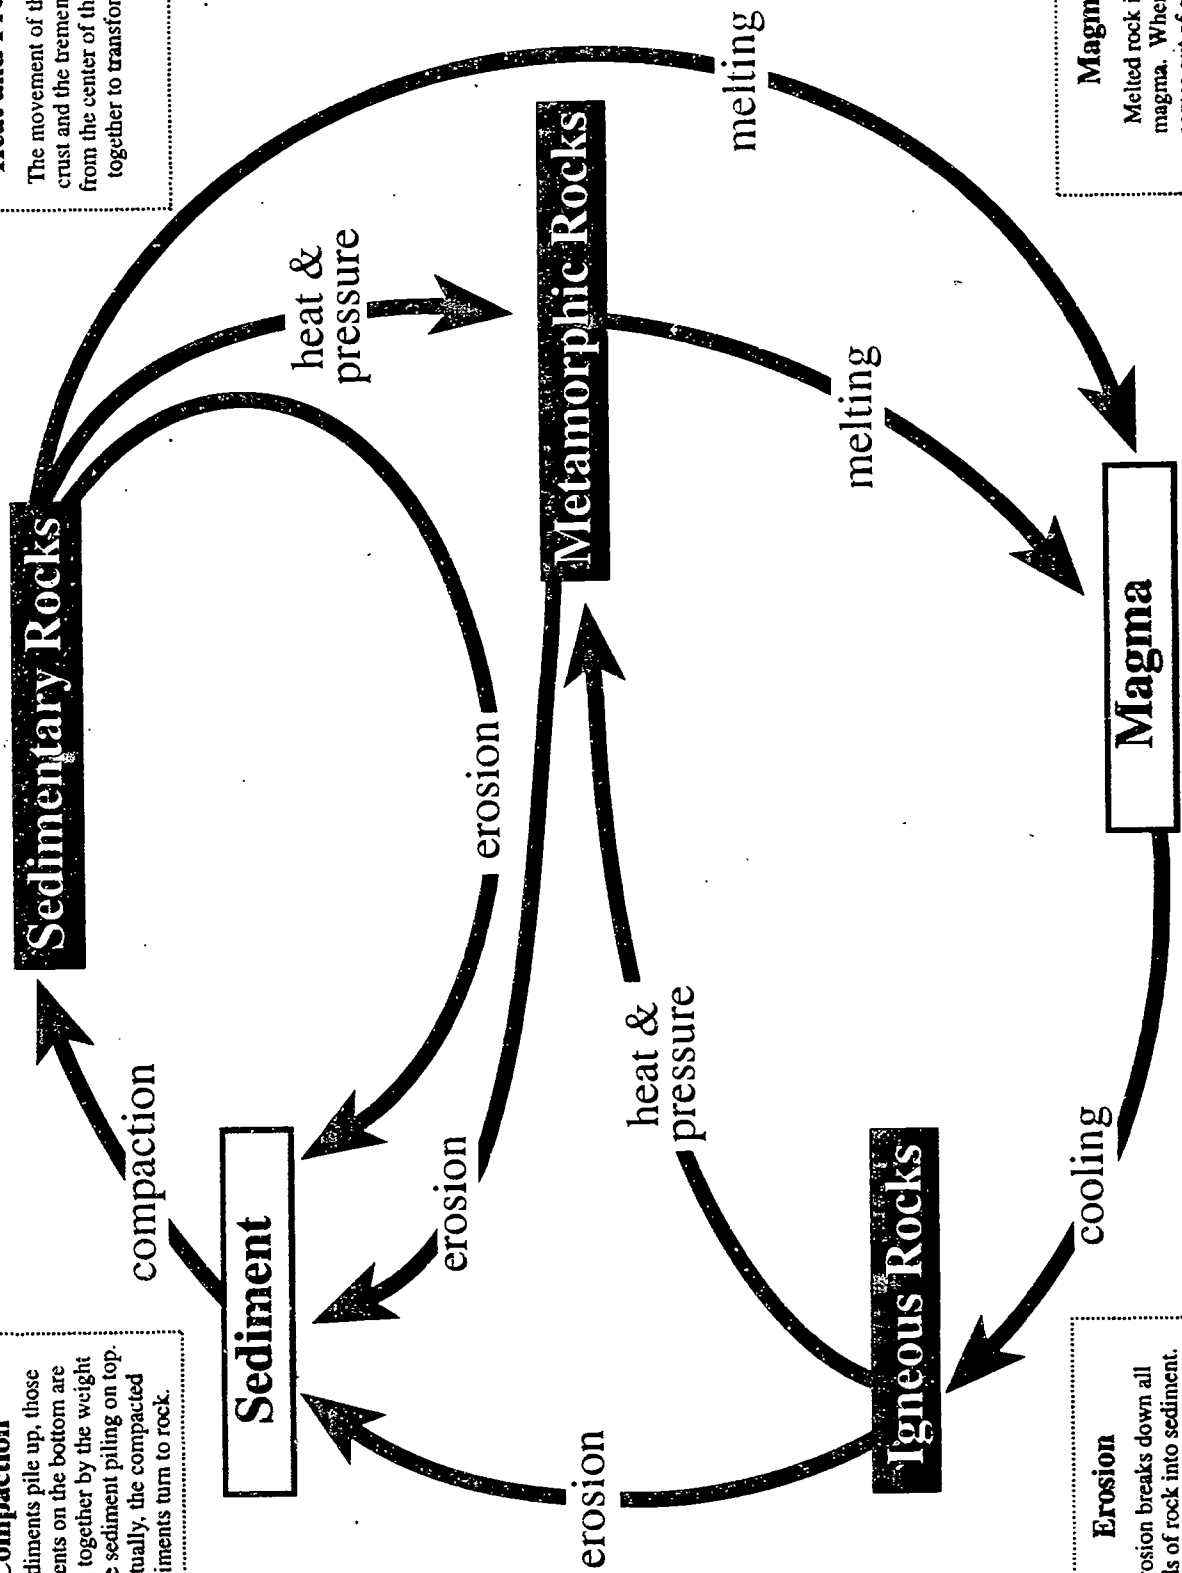 diments pile up, those
ents on the bottom are
together by the weight
e sediment piling on top.
tually, the compacted
iments turn to rock.
The movement of th
crust and the tremen
from the center of th
together to transfor
Sedimentary Rocks
compaction
Sediment
heat &
pressure
erosion
erosion
Metamorphic Rocks
erosion
heat &
pressure
melting
melting
Igneous Rocks
cooling
Magma
Erosion
rosion breaks down all
ds of rock into sediment.
Magm
Melted rock i
magma. Whe